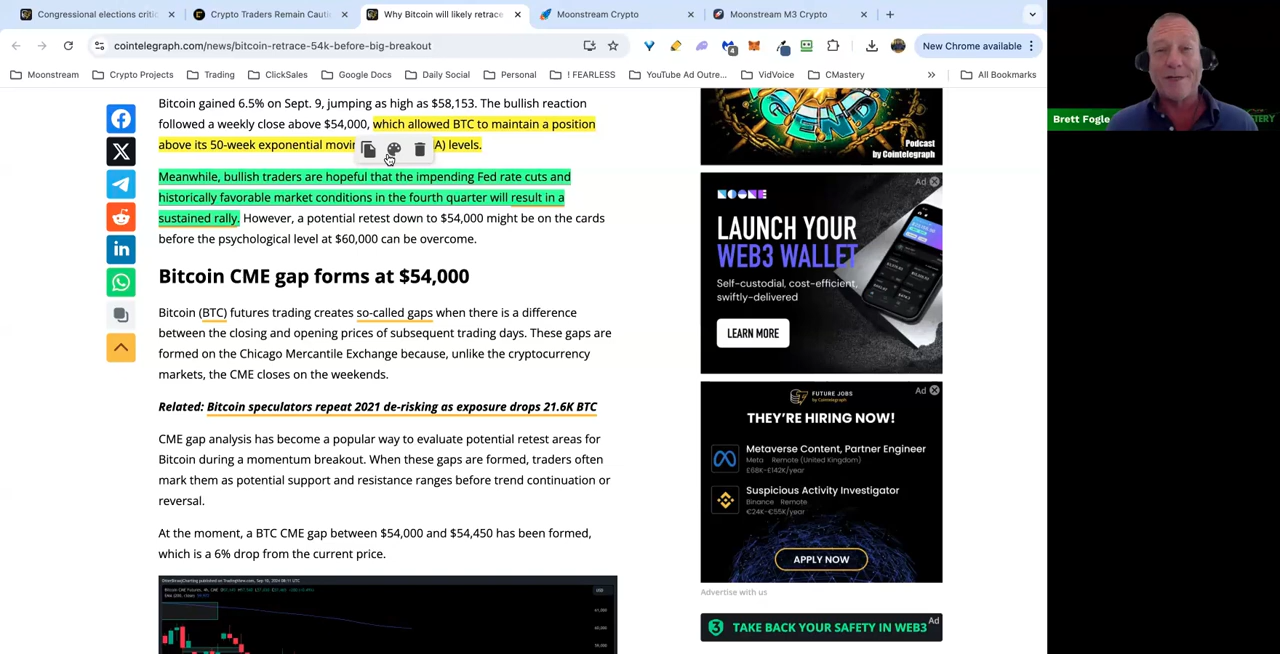 Congressional elections critic
Crypto Traders Remain Cauti
Why Bitcoin will likely retrace
Moonstream Crypto
Moonstream M3 Crypto
cointelegraph.com/news/bitcoin-retrace-54k-before-big-breakout
4
New Chrome available
Moonstream
Crypto Projects
Trading
ClickSales
Google Docs
Daily Social
Personal
! FEARLESS
YouTube Ad Outre...
VidVoice
CMastery
»
All Bookmarks
Brett Fogle
Bitcoin gained 6.5% on Sept. 9, jumping as high as $58,153. The bullish reaction
followed a weekly close above $54,000, which allowed BTC to maintain a position
above its 50-week exponential movi A) levels.
Meanwhile, bullish traders are hopeful that the impending Fed rate cuts and
historically favorable market conditions in the fourth quarter will result in a
sustained rally. However, a potential retest down to $54,000 might be on the cards
before the psychological level at $60,000 can be overcome.
Bitcoin CME gap forms at $54,000
Bitcoin (BTC) futures trading creates so-called gaps when there is a difference
between the closing and opening prices of subsequent trading days. These gaps are
formed on the Chicago Mercantile Exchange because, unlike the cryptocurrency
markets, the CME closes on the weekends.
Related: Bitcoin speculators repeat 2021 de-risking as exposure drops 21.6K BTC
CME gap analysis has become a popular way to evaluate potential retest areas for
Bitcoin during a momentum breakout. When these gaps are formed, traders often
mark them as potential support and resistance ranges before trend continuation or
reversal.
At the moment, a BTC CME gap between $54,000 and $54,450 has been formed,
which is a 6% drop from the current price.
Podcast
by Cointelegraph
Ad
LAUNCH YOUR
WEB3 WALLET
Self-custodial, cost-efficient,
swiftly-delivered
LEARN MORE
Ad
FUTURE JOBS
by Cointelegraph
THEY'RE HIRING NOW!
Metaverse Content, Partner Engineer
Meta Remote (United Kingdom)
£68K-£142K/year
Suspicious Activity Investigator
Binance Remote
€24K-€55K/year
APPLY NOW
Advertise with us
TAKE BACK YOUR SAFETY IN WEB3
Ad